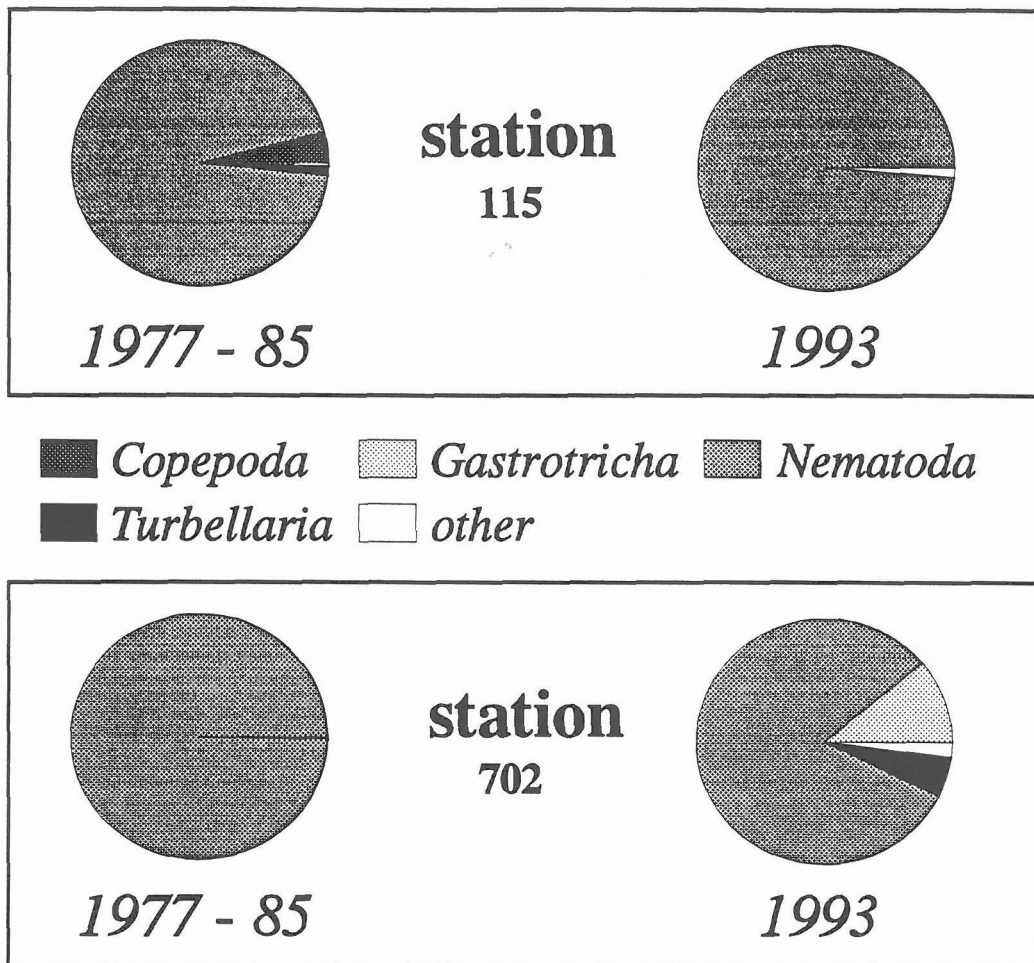 station
115
1977 - 85
1993
Copepoda Gastrotricha Nematoda
Turbellaria other
station
702
1977 - 85
1993